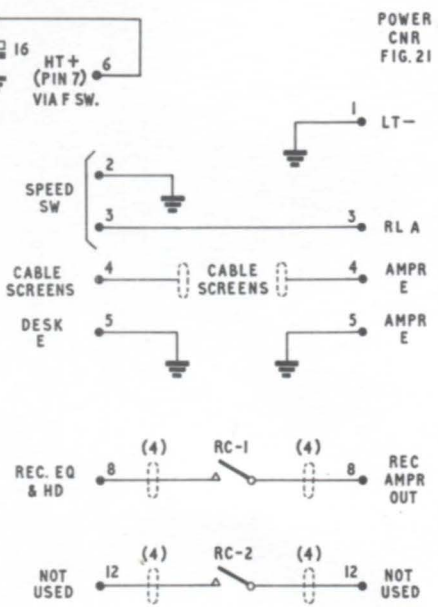 POWER
CNR
FIG. 21
16
HT+
(PIN 7)
VIA F SW.
6
1
LT−
SPEED
SW
2
3
3
RL A
CABLE
SCREENS
4
CABLE
SCREENS
4
AMPR
E
DESK
E
5
5
AMPR
E
REC. EQ
& HD
8
(4)
RC-1
(4)
8
REC
AMPR
OUT
NOT
USED
12
(4)
RC-2
(4)
12
NOT
USED